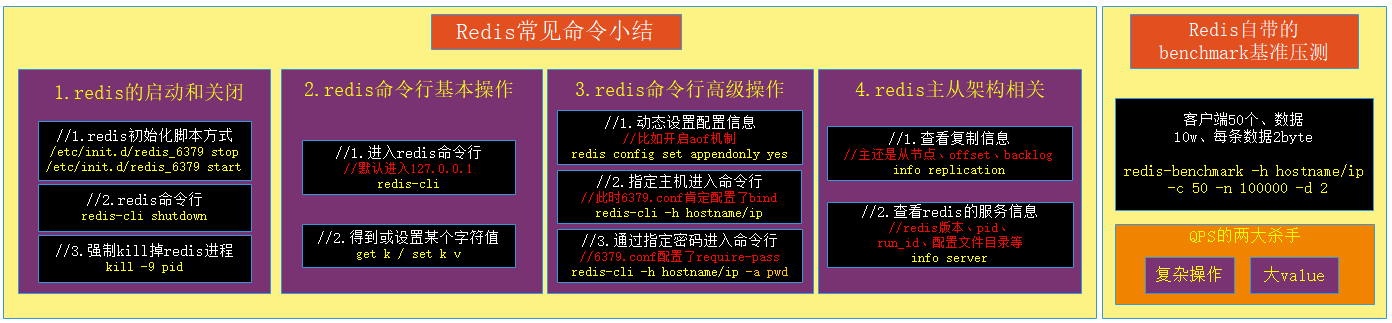 Redis常见命令小结
1.redis的启动和关闭
//1.redis初始化脚本方式
/etc/init.d/redis_6379 stop
/etc/init.d/redis_6379 start
//2.redis命令行
redis-cli shutdown
//3.强制kill掉redis进程
kill -9 pid
2.redis命令行基本操作
//1.进入redis命令行
//默认进入127.0.0.1
redis-cli
//2.得到或设置某个字符值
get k / set k v
3.redis命令行高级操作
//1.动态设置配置信息
//比如开启aof机制
redis config set appendonly yes
//2.指定主机进入命令行
//此时6379.conf肯定配置了bind
redis-cli -h hostname/ip
//3.通过指定密码进入命令行
//6379.conf配置了require-pass
redis-cli -h hostname/ip -a pwd
4.redis主从架构相关
//1.查看复制信息
//主还是从节点、offset、backlog
info replication
//2.查看redis的服务信息
//redis版本、pid、
run_id、配置文件目录等
info server
Redis自带的
benchmark基准压测
客户端50个、数据
10w、每条数据2byte
redis-benchmark -h hostname/ip
-c 50 -n 100000 -d 2
QPS的两大杀手
复杂操作
大value